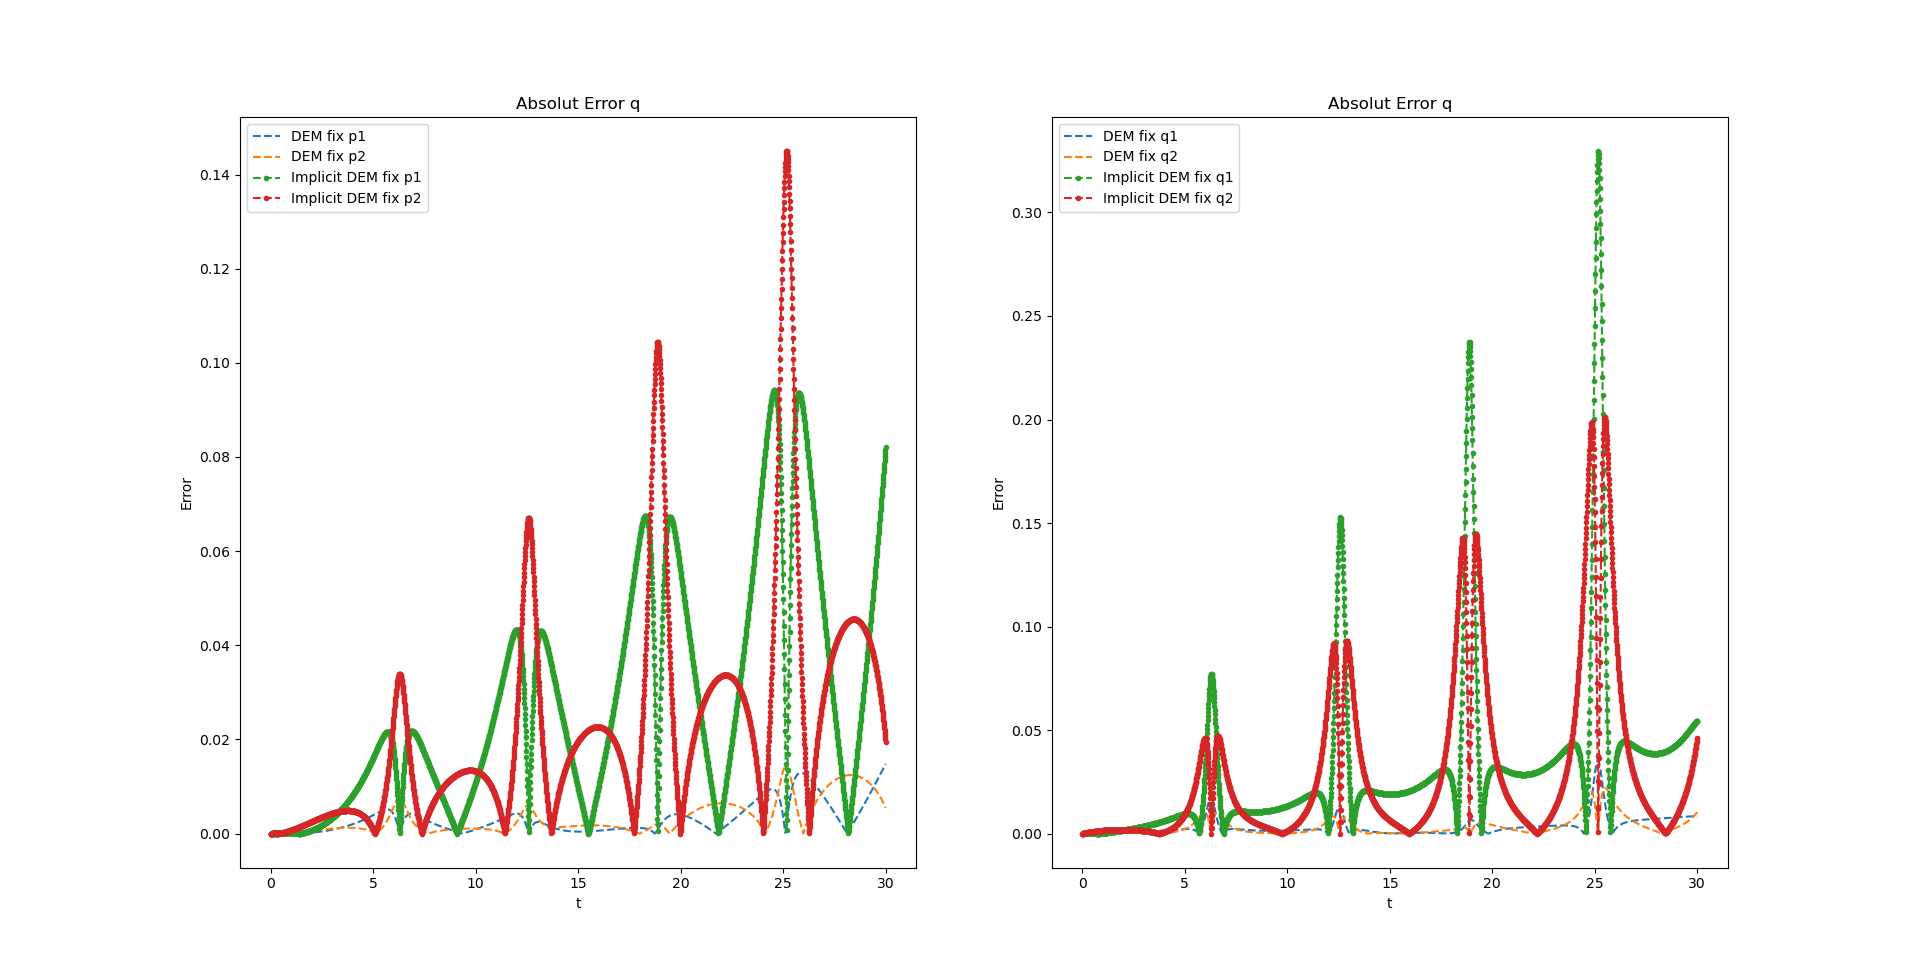 Absolut Error q
DEM fix p1
DEM fix p2
Implicit DEM fix p1
Implicit DEM fix p2
0.14
0.12
0.10
0.08
0.06
0.04
0.02
0.00
Error
0
5
10
15
20
25
30
t
Absolut Error q
DEM fix q1
DEM fix q2
Implicit DEM fix q1
Implicit DEM fix q2
0.30
0.25
0.20
0.15
0.10
0.05
0.00
Error
0
5
10
15
20
25
30
t